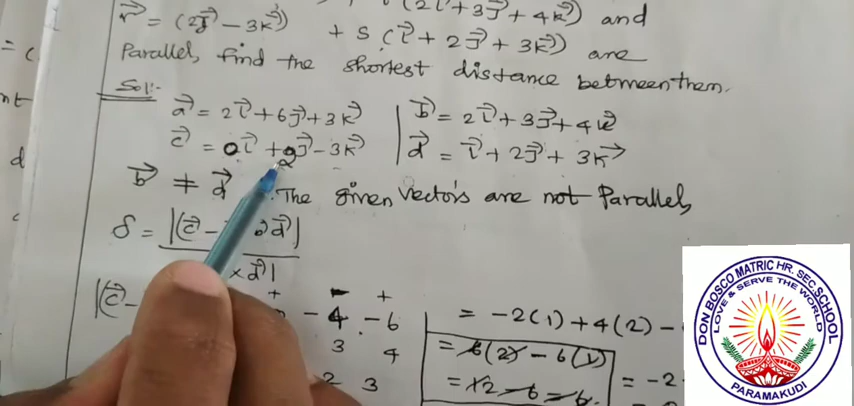 (2i⃗ + 3j⃗ + 4k⃗) and
r⃗ = (2j⃗ - 3k⃗) + s (i⃗ + 2j⃗ + 3k⃗) are
Parallel, find the shortest distance between them.
Sol:-
a⃗ = 2i⃗ + 6j⃗ + 3k⃗ | b⃗ = 2i⃗ + 3j⃗ + 4k⃗
c⃗ = 0i⃗ + 2j⃗ - 3k⃗ | d⃗ = i⃗ + 2j⃗ + 3k⃗
b⃗ ≠ d⃗ . The given vectors are not Parallel,
δ = |(c⃗ -
× d⃗|
|(c⃗ - + - +
- 4 - 6 = -2(1) + 4(2) -
3 4 = 6(2) - 6(1)
2 3 = 12 - 6 = 6. = -2
DON BOSCO MATRIC HR. SEC. SCHOOL
LOVE & SERVE THE WORLD
PARAMAKUDI